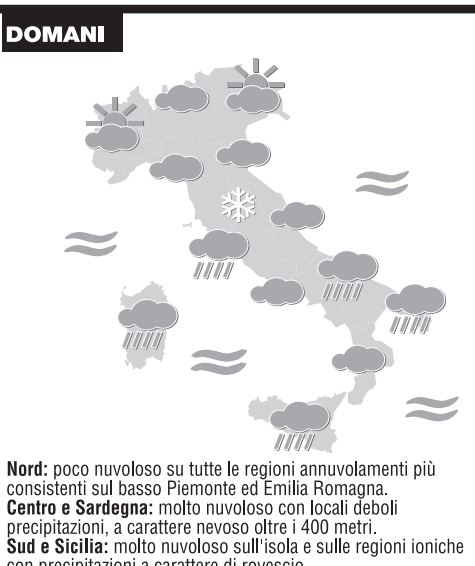 DOMANI
Nord: poco nuvoloso su tutte le regioni annuvolamenti più
consistenti sul basso Piemonte ed Emilia Romagna.
Centro e Sardegna: molto nuvoloso con locali deboli
precipitazioni, a carattere nevoso oltre i 400 metri.
Sud e Sicilia: molto nuvoloso sull'isola e sulle regioni ioniche
con precipitazioni a carattere di rovescio